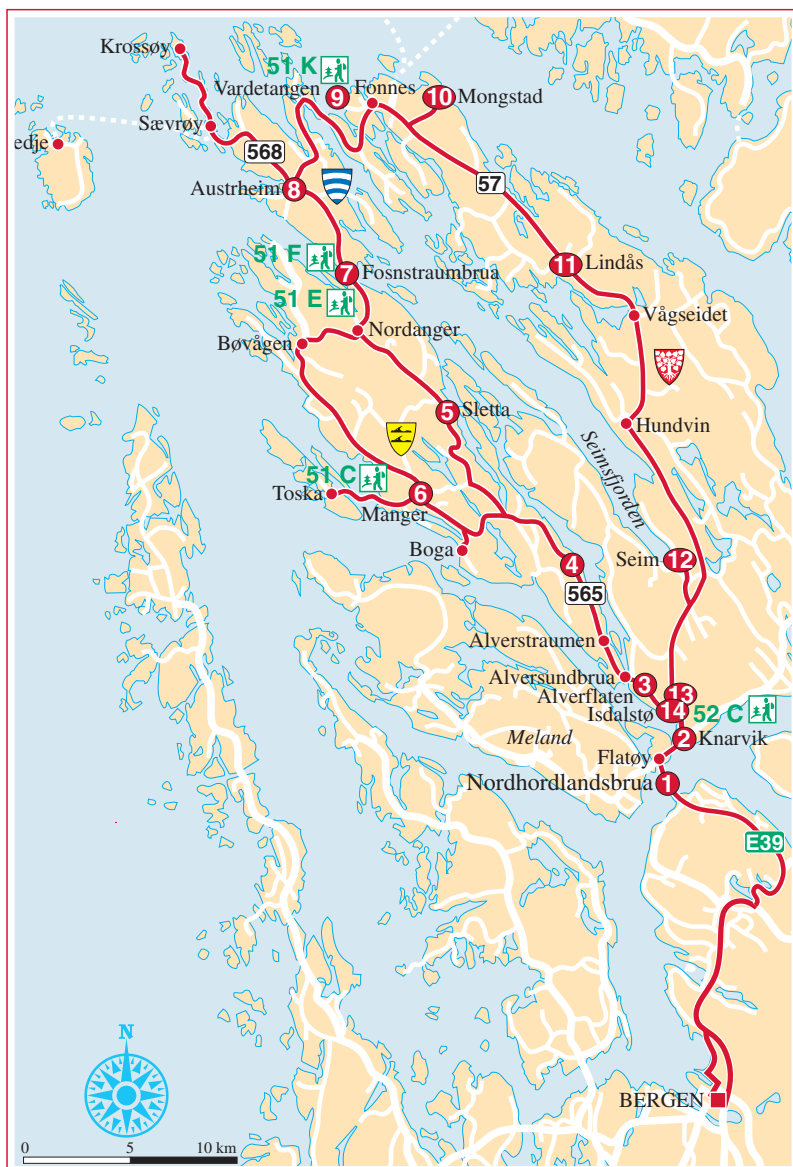 Krossøy
51 K
Vardetangen
9
Fonnes
10
Mongstad
Sævrøy
edje
568
57
Austrheim
8
51 F
7
Fosnstraumbrua
11
Lindås
51 E
Nordanger
Vågseidet
Bøvågen
5
Sletta
Hundvin
Seimsfjorden
51 C
Toska
6
Manger
Boga
Seim
12
4
565
Alverstraumen
Alversundbrua
3
13
Alverflaten
Isdalstø
14
52 C
Meland
2
Knarvik
Flatøy
Nordhordlandsbrua
1
E39
N
BERGEN
0 5 10 km